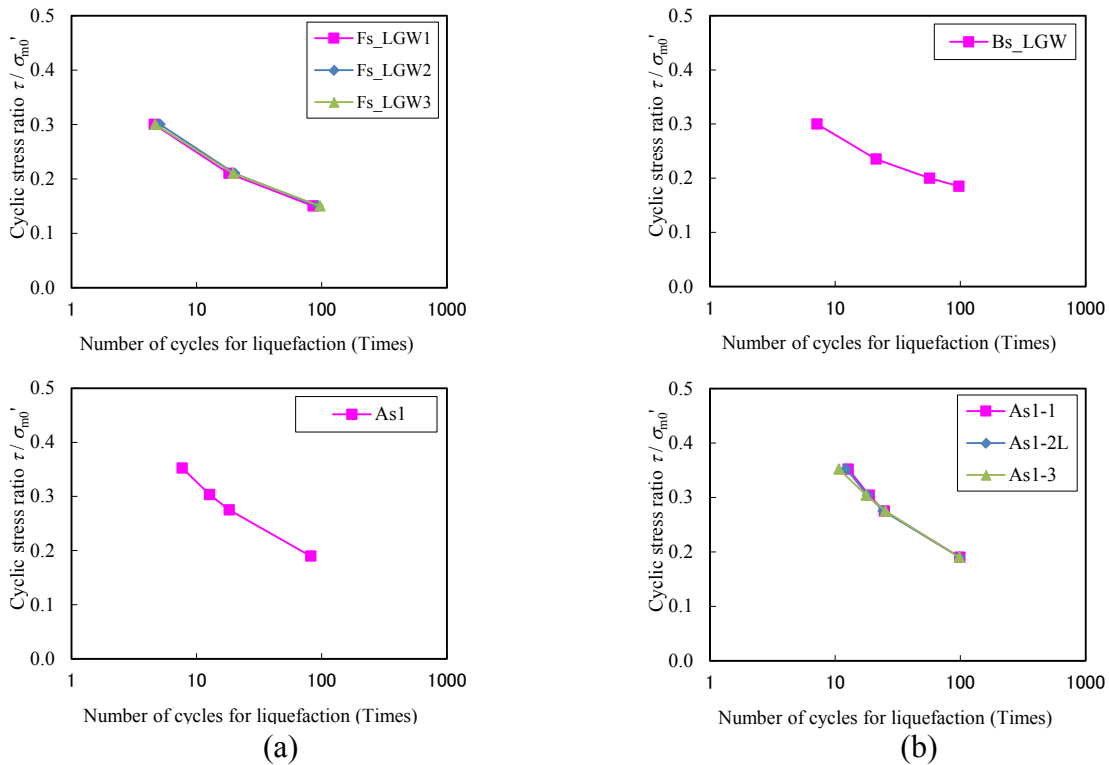 Cyclic stress ratio τ / σm0'
0.5
0.4
0.3
0.2
0.1
0.0
1 10 100 1000
Number of cycles for liquefaction (Times)
Fs_LGW1
Fs_LGW2
Fs_LGW3
Cyclic stress ratio τ / σm0'
0.5
0.4
0.3
0.2
0.1
0.0
1 10 100 1000
Number of cycles for liquefaction (Times)
Bs_LGW
Cyclic stress ratio τ / σm0'
0.5
0.4
0.3
0.2
0.1
0.0
1 10 100 1000
Number of cycles for liquefaction (Times)
As1
(a)
Cyclic stress ratio τ / σm0'
0.5
0.4
0.3
0.2
0.1
0.0
1 10 100 1000
Number of cycles for liquefaction (Times)
As1-1
As1-2L
As1-3
(b)